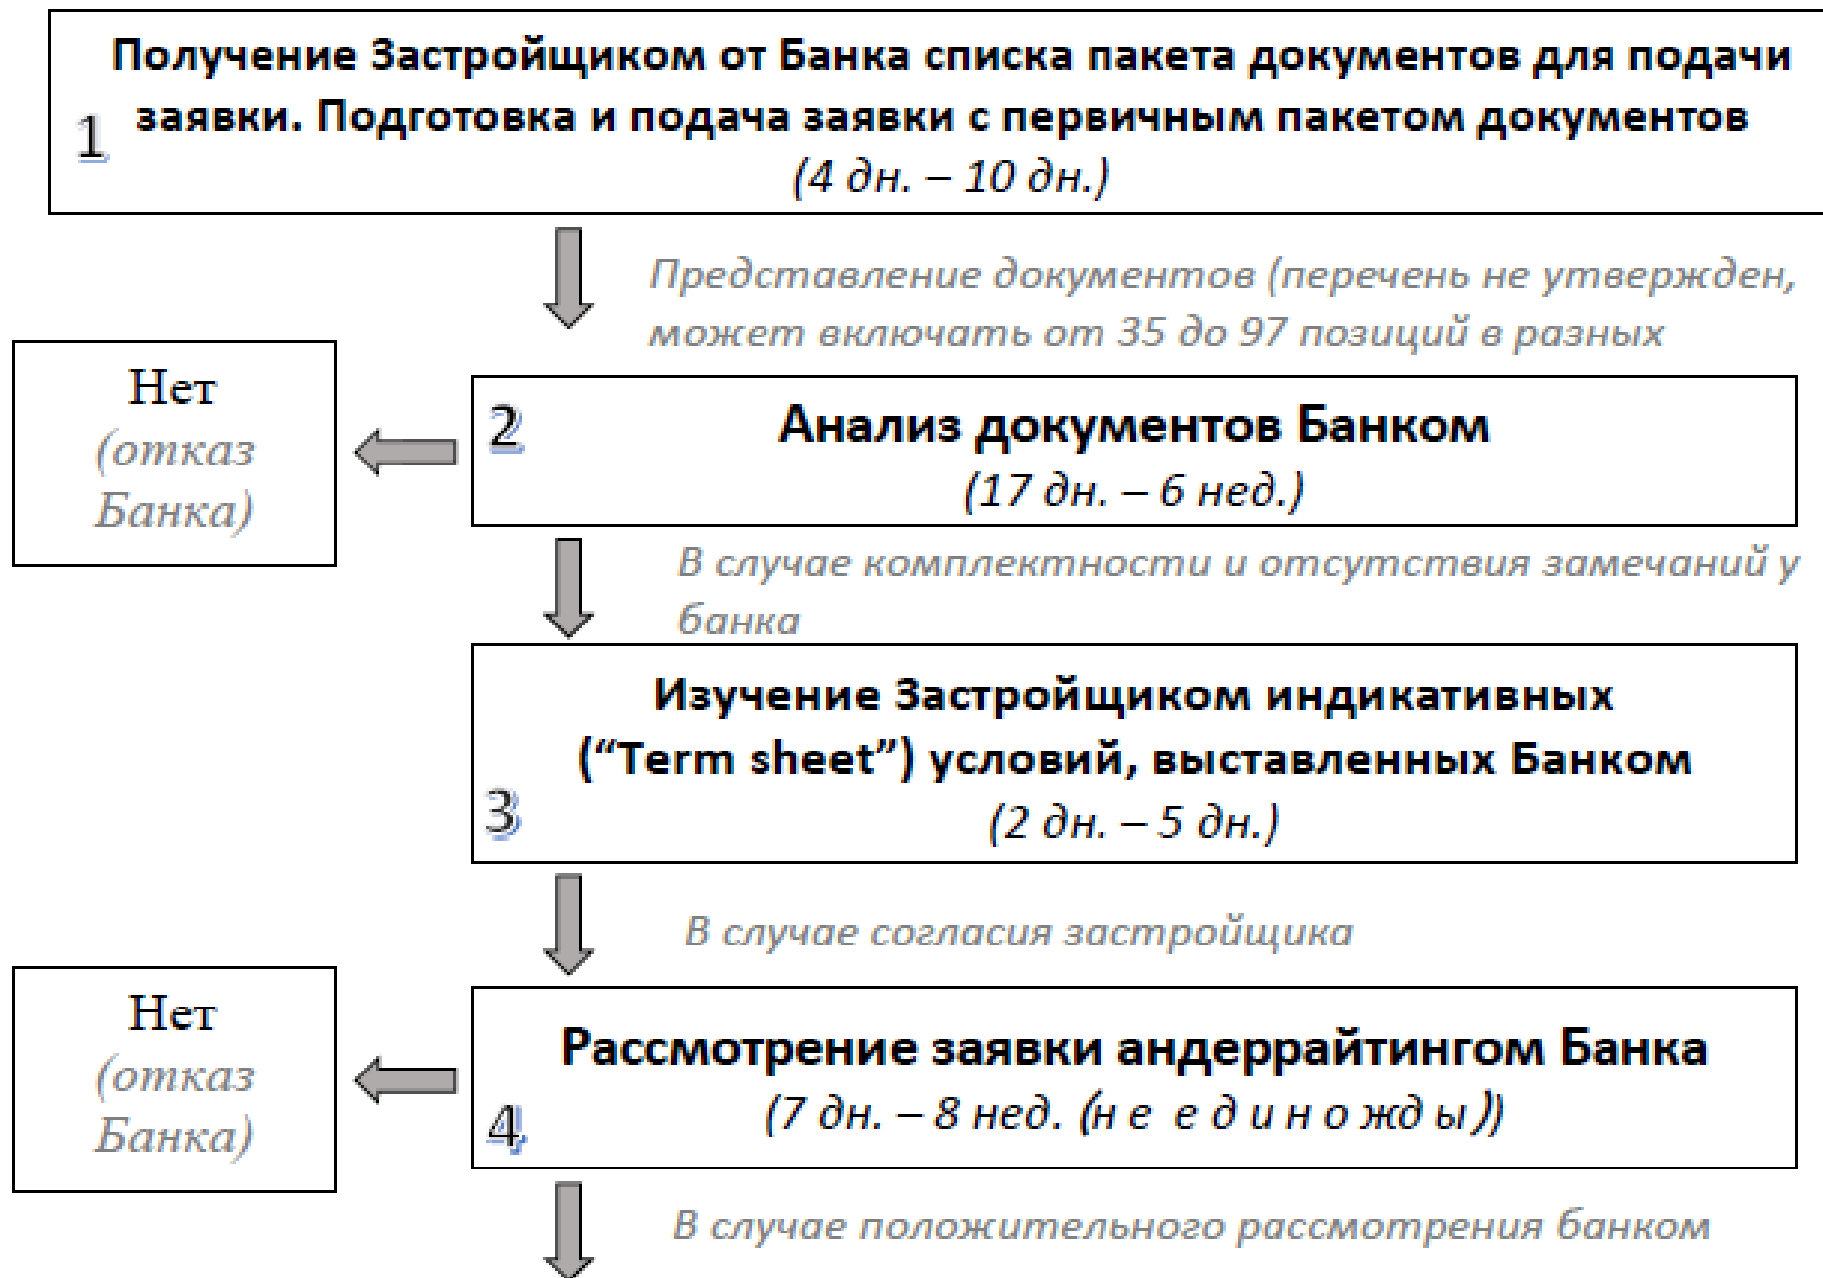 Получение Застройщиком от Банка списка пакета документов для подачи
заявки. Подготовка и подача заявки с первичным пакетом документов
1
(4 дн. – 10 дн.)
Представление документов (перечень не утвержден,
может включать от 35 до 97 позиций в разных
Нет
(отказ
Банка)
2
Анализ документов Банком
(17 дн. – 6 нед.)
В случае комплектности и отсутствия замечаний у
банка
Изучение Застройщиком индикативных
(“Term sheet”) условий, выставленных Банком
3
(2 дн. – 5 дн.)
В случае согласия застройщика
Нет
(отказ
Банка)
Рассмотрение заявки андеррайтингом Банка
4
(7 дн. – 8 нед. (н е е д и н о ж д ы))
В случае положительного рассмотрения банком